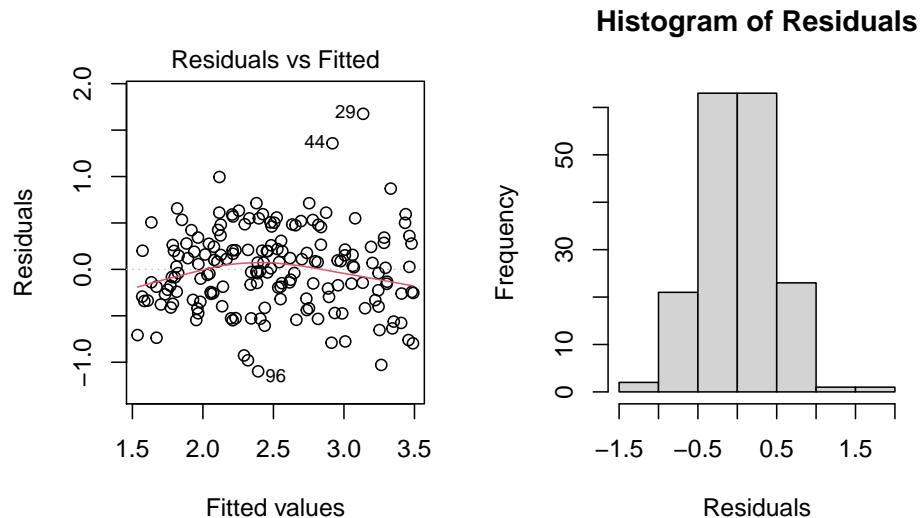 Residuals vs Fitted
Residuals
2.0
1.0
0.0
−1.0
29
44
96
1.5 2.0 2.5 3.0 3.5
Fitted values
Histogram of Residuals
Frequency
50
30
10
0
−1.5 −0.5 0.5 1.5
Residuals